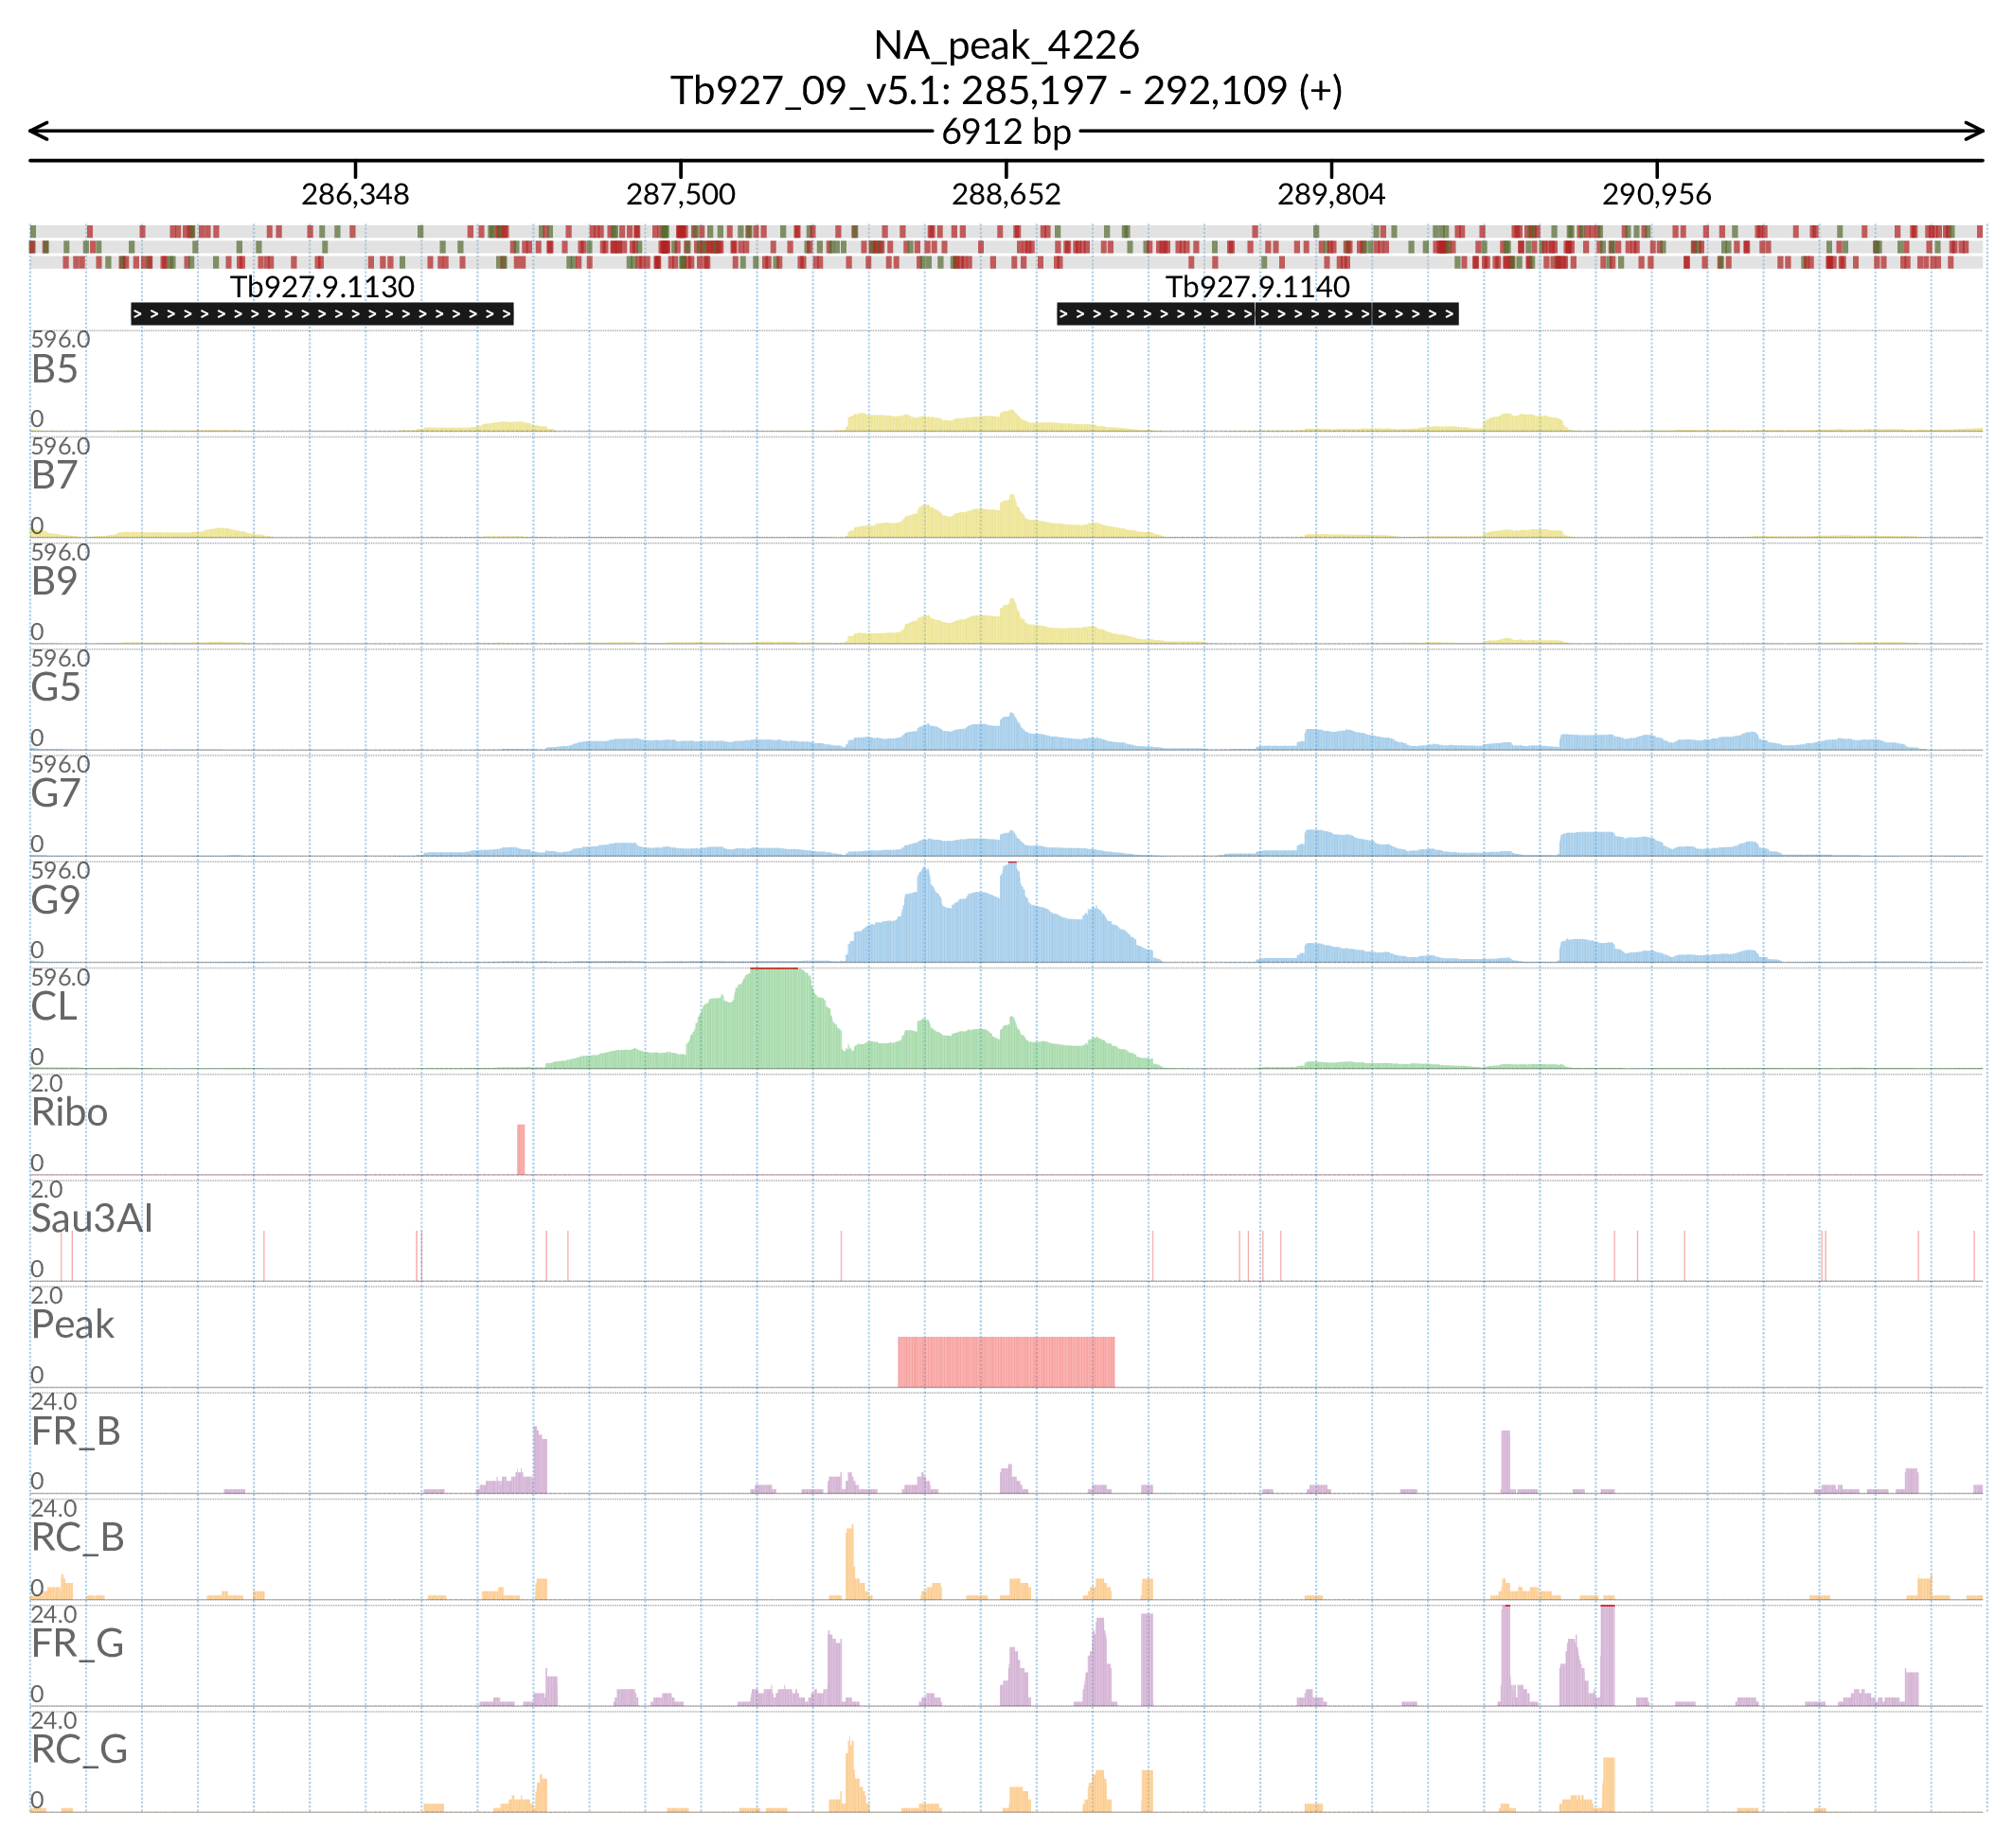 NA_peak_4226
Tb927_09_v5.1: 285,197 - 292,109 (+)
6912 bp
286,348 287,500 288,652 289,804 290,956
Tb927.9.1130 Tb927.9.1140
596.0
B5
0
596.0
B7
0
596.0
B9
0
596.0
G5
0
596.0
G7
0
596.0
G9
0
596.0
CL
0
2.0
Ribo
0
2.0
Sau3AI
0
2.0
Peak
0
24.0
FR_B
0
24.0
RC_B
0
24.0
FR_G
0
24.0
RC_G
0